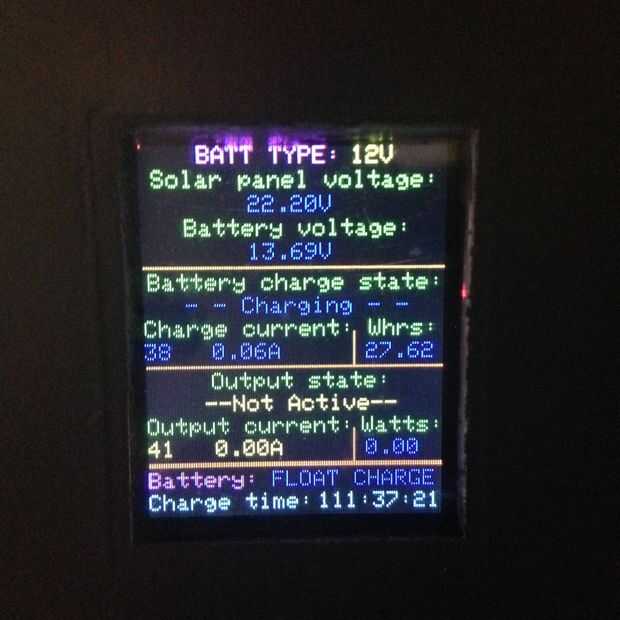 BATT TYPE: 12V
Solar panel voltage:
22.20V
Battery voltage:
13.69V
Battery charge state:
- - Charging - -
Charge current: Whrs:
38 0.06A 27.62
Output state:
--Not Active--
Output current: Watts:
41 0.00A 0.00
Battery: FLOAT CHARGE
Charge time: 111:37:21